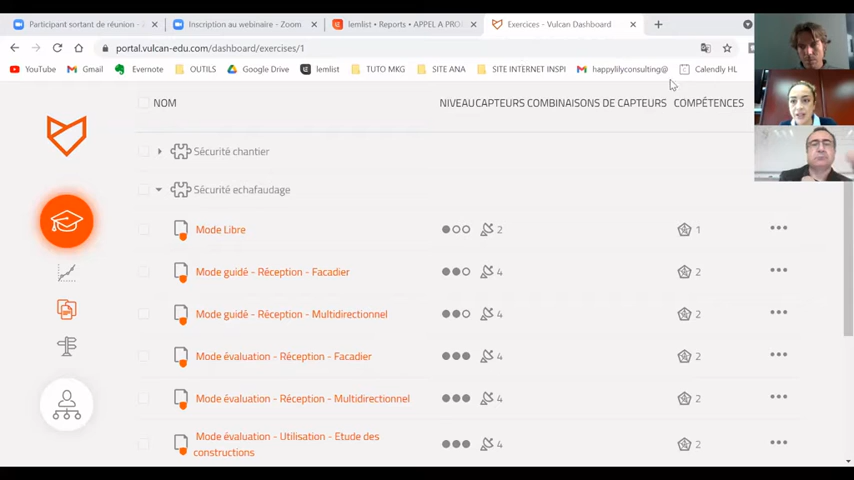 Participant sortant de réunion - A
Inscription au webinaire - Zoom
lemlist • Reports • APPEL A PRO
Exercices - Vulcan Dashboard
portal.vulcan-edu.com/dashboard/exercises/1
YouTube
Gmail
Evernote
OUTILS
Google Drive
lemlist
TUTO MKG
SITE ANA
SITE INTERNET INSPI
happylilyconsulting@
Calendly HL
NOM
NIVEAU
CAPTEURS
COMBINAISONS DE CAPTEURS
COMPÉTENCES
Sécurité chantier
Sécurité echafaudage
Mode Libre
2
1
Mode guidé - Réception - Facadier
4
2
Mode guidé - Réception - Multidirectionnel
4
2
Mode évaluation - Réception - Facadier
4
2
Mode évaluation - Réception - Multidirectionnel
4
2
Mode évaluation - Utilisation - Etude des
constructions
4
2